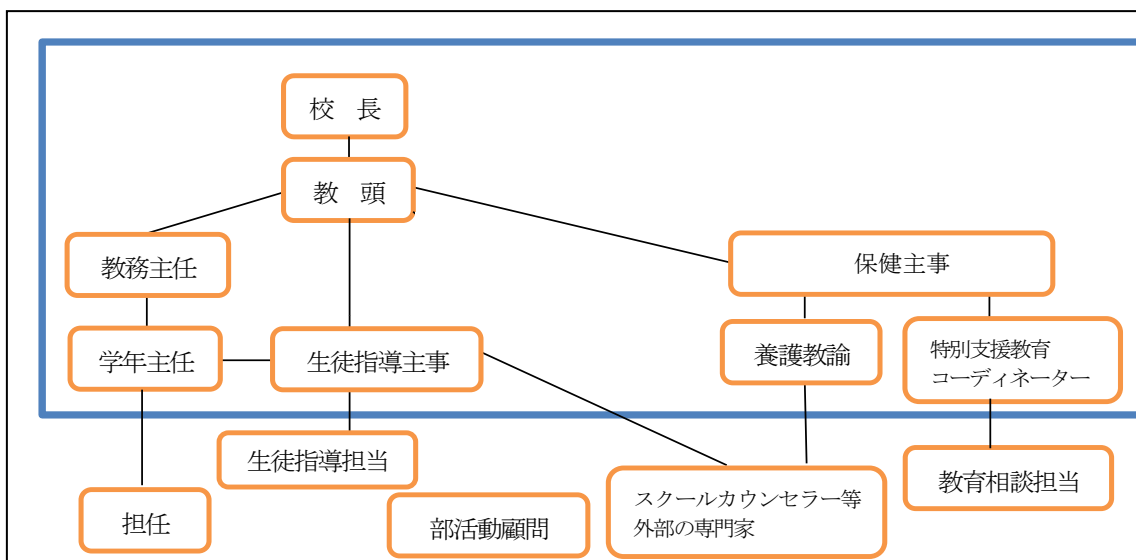 校　長
教　頭
教務主任
保健主事
学年主任
生徒指導主事
養護教諭
特別支援教育
コーディネーター
生徒指導担当
教育相談担当
担任
部活動顧問
スクールカウンセラー等
外部の専門家